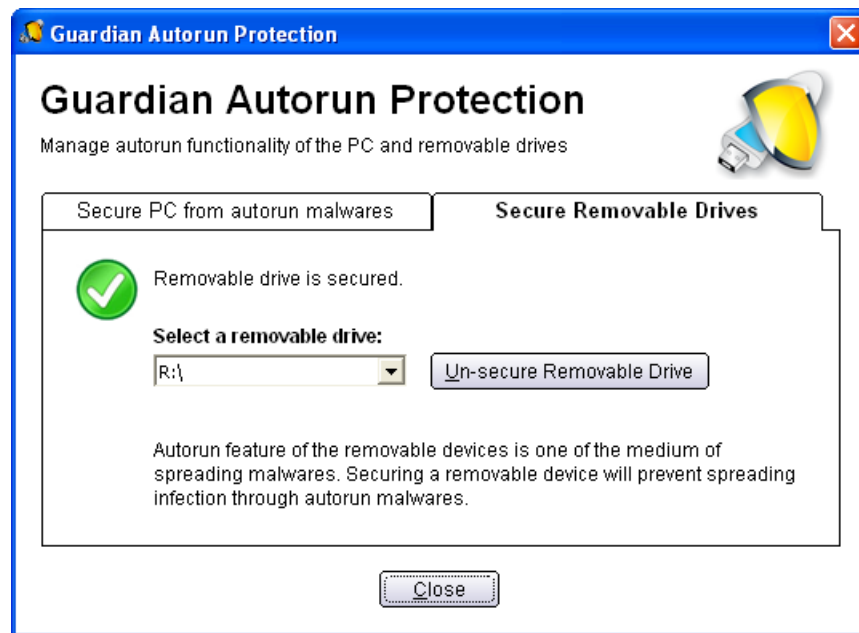 Guardian Autorun Protection
Guardian Autorun Protection
Manage autorun functionality of the PC and removable drives
Secure PC from autorun malwares
Secure Removable Drives
Removable drive is secured.
Select a removable drive:
R:\
Un-secure Removable Drive
Autorun feature of the removable devices is one of the medium of
spreading malwares. Securing a removable device will prevent spreading
infection through autorun malwares.
Close